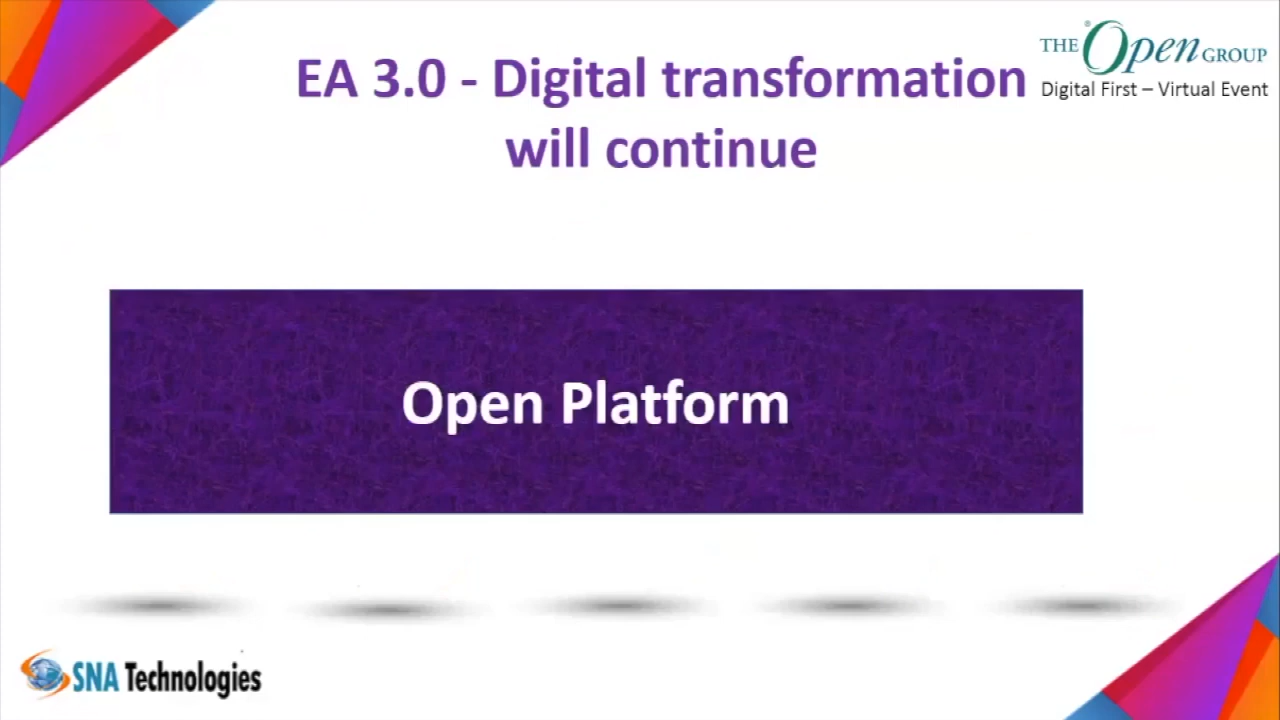 THE Open GROUP
Digital First – Virtual Event
EA 3.0 - Digital transformation
will continue
Open Platform
SNA Technologies